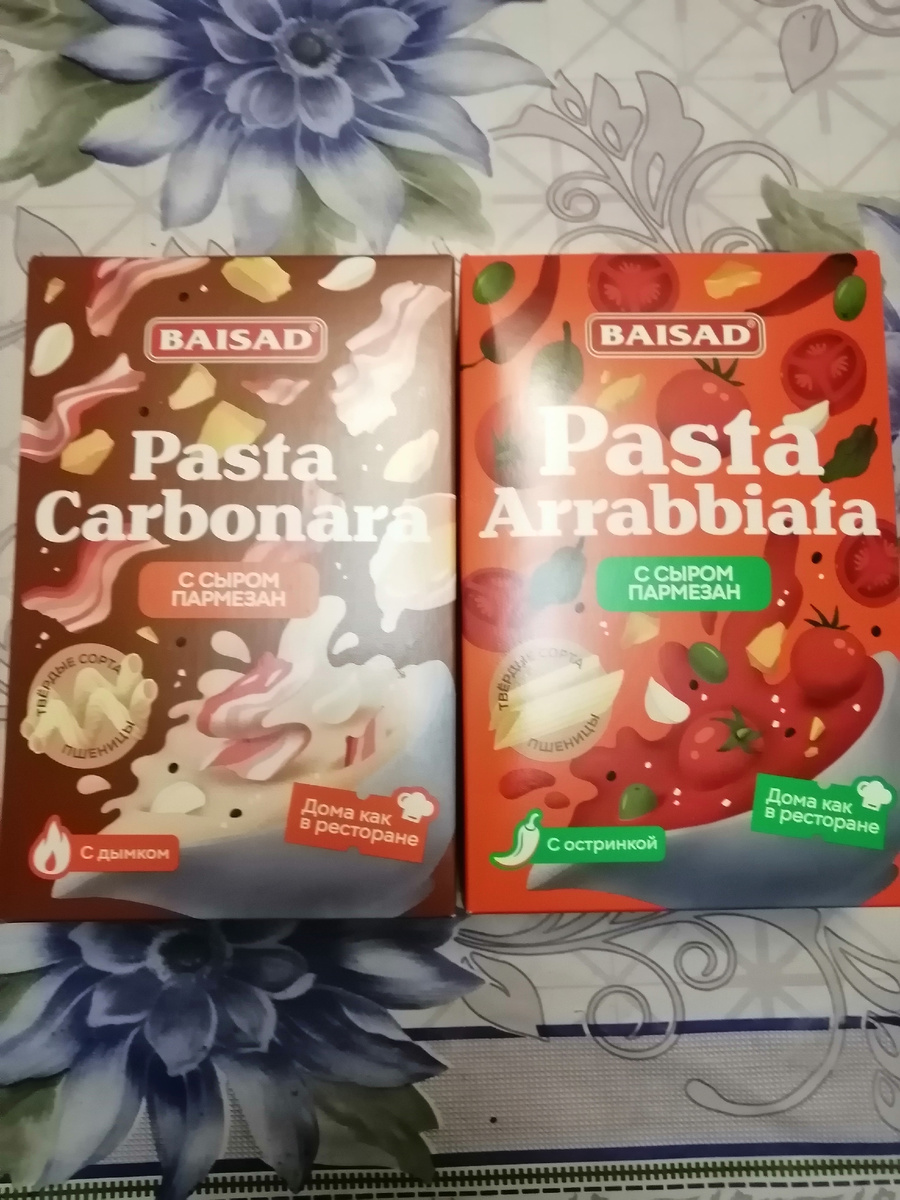 BAISAD®
Pasta
Carbonara
С СЫРОМ
ПАРМЕЗАН
ТВЁРДЫЕ СОРТА
ПШЕНИЦЫ
Дома как
в ресторане
С дымком
BAISAD®
Pasta
Arrabbiata
С СЫРОМ
ПАРМЕЗАН
ТВЁРДЫЕ СОРТА
ПШЕНИЦЫ
Дома как
в ресторане
С остринкой